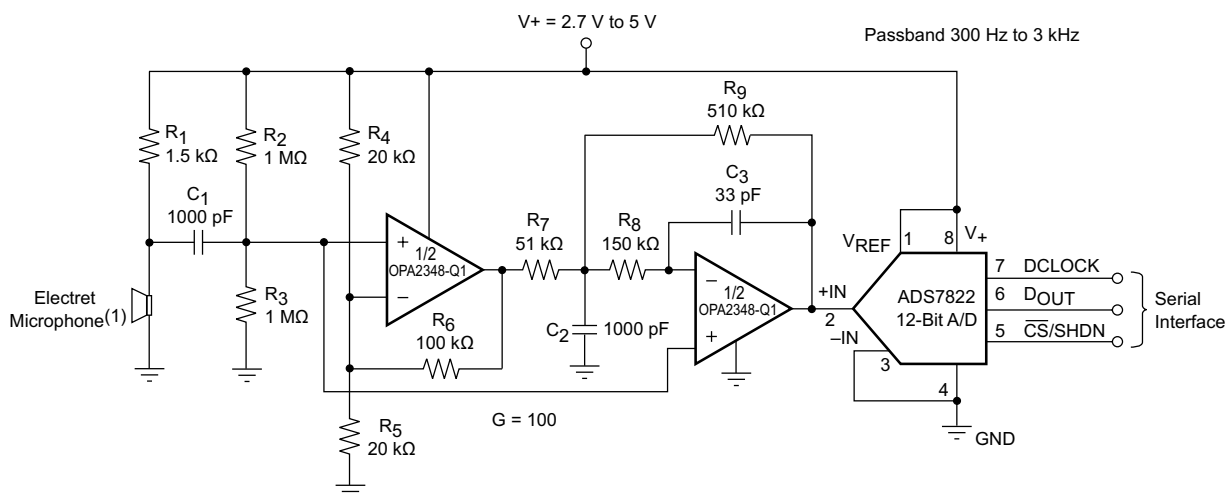 V+ = 2.7 V to 5 V
Passband 300 Hz to 3 kHz
R1
1.5 kΩ
R2
1 MΩ
R4
20 kΩ
R9
510 kΩ
C1
1000 pF
C3
33 pF
R7
51 kΩ
R8
150 kΩ
+
1/2
OPA2348-Q1
−
VREF
1
8
V+
7
DCLOCK
Electret
Microphone(1)
R3
1 MΩ
R6
100 kΩ
C2
1000 pF
−
1/2
OPA2348-Q1
+
+IN
2
−IN
3
ADS7822
12-Bit A/D
6
DOUT
5
CS/SHDN
Serial
Interface
4
G = 100
R5
20 kΩ
GND